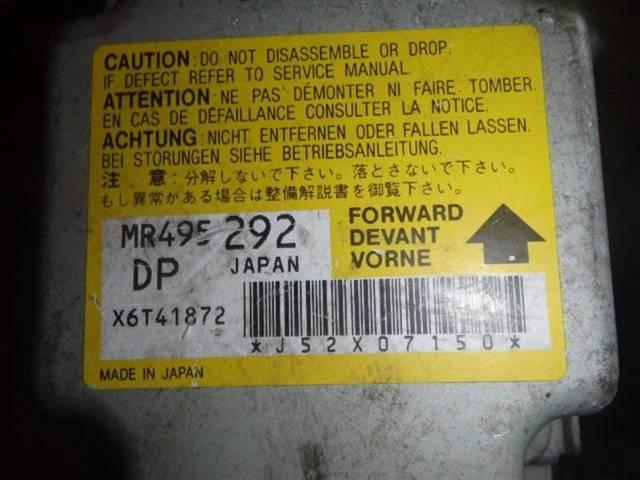 CAUTION : DO NOT DISASSEMBLE OR DROP.
IF DEFECT REFER TO SERVICE MANUAL.
ATTENTION : NE PAS DÉMONTER NI FAIRE TOMBER.
EN CAS DE DÉFAILLANCE CONSULTER LA NOTICE.
ACHTUNG : NICHT ENTFERNEN ODER FALLEN LASSEN.
BEI STÖRUNGEN SIEHE BETRIEBSANLEITUNG.
注 意 : 分解しないで下さい。落とさないで下さい。
もし異常がある場合は整備解説書を御覧下さい。
MR495 292
DP JAPAN
X6T41872
FORWARD
DEVANT
VORNE
*J52X07150*
MADE IN JAPAN